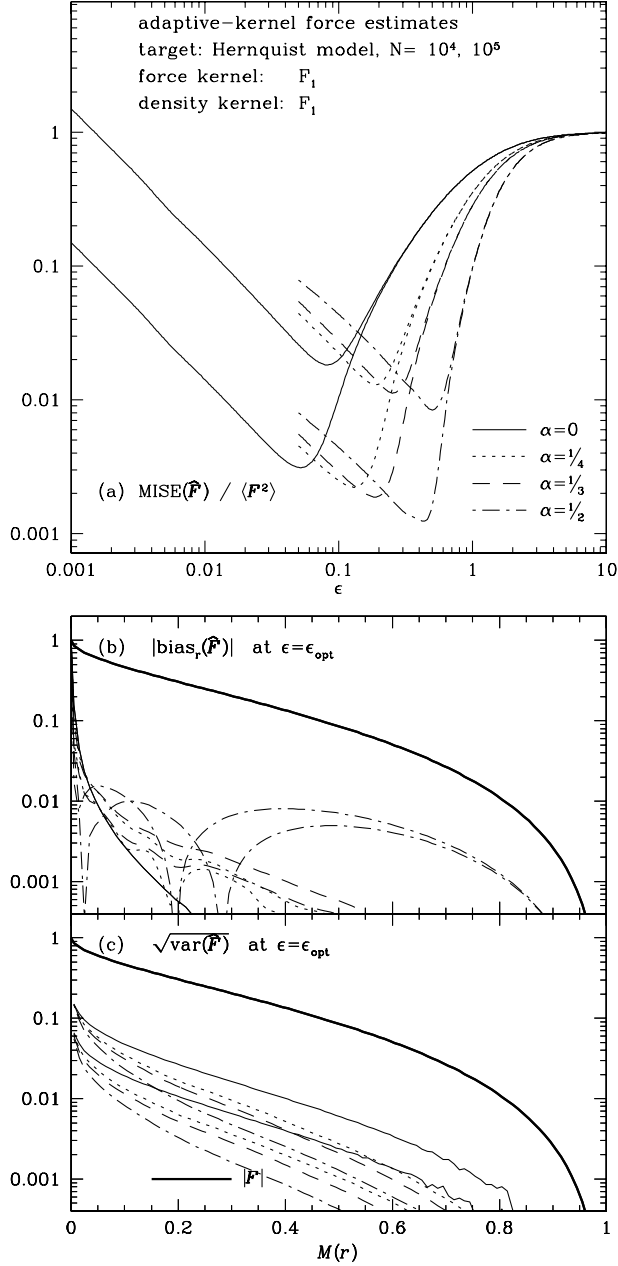 adaptive−kernel force estimates
target: Hernquist model, N= 10⁴, 10⁵
force kernel: F₁
density kernel: F₁
1
0.1
0.01
0.001
α=0
α=1/4
α=1/3
α=1/2
(a) MISE(F̂) / ⟨F²⟩
0.001 0.01 0.1 1 10
ϵ
(b) |bias_r(F̂)| at ϵ=ϵ_opt
1
0.1
0.01
0.001
(c) √var(F̂) at ϵ=ϵ_opt
1
0.1
0.01
0.001
|F|
0 0.2 0.4 0.6 0.8 1
M(r)